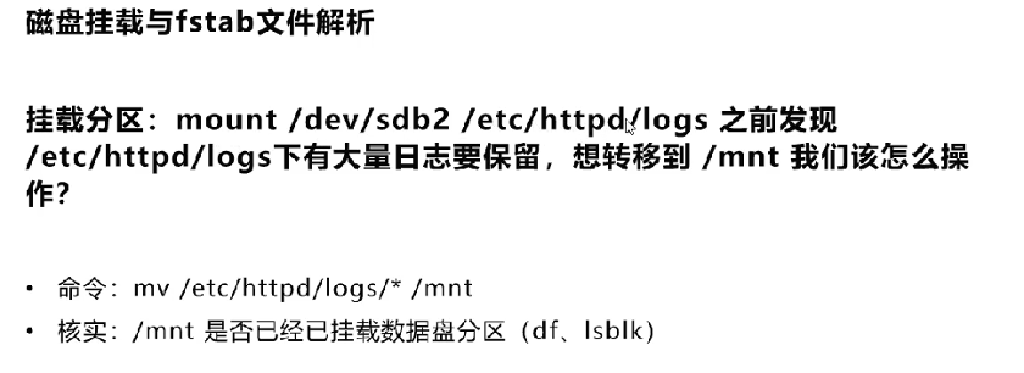 磁盘挂载与fstab文件解析
挂载分区：mount /dev/sdb2 /etc/httpd/logs 之前发现
/etc/httpd/logs下有大量日志要保留，想转移到 /mnt 我们该怎么操
作？
• 命令：mv /etc/httpd/logs/* /mnt
• 核实：/mnt 是否已经已挂载数据盘分区（df、lsblk）